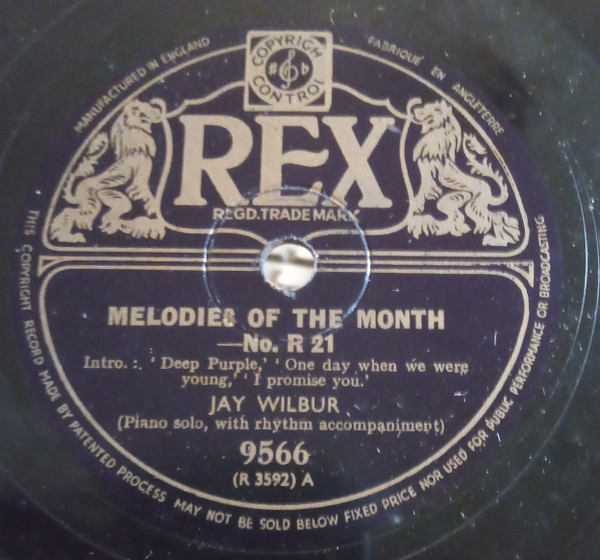 MANUFACTURED IN ENGLAND
FABRIQUÉ EN ANGLETERRE
COPYRIGH
CONTROL
REX
REGD. TRADE MARK
MELODIES OF THE MONTH
—No. R 21
Intro.: 'Deep Purple,' 'One day when we were
young,' 'I promise you.'
JAY WILBUR
(Piano solo, with rhythm accompaniment)
9566
(R 3592) A
THIS COPYRIGHT RECORD MADE BY PATENTED PROCESS MAY NOT BE SOLD BELOW FIXED PRICE NOR USED FOR PUBLIC PERFORMANCE OR BROADCASTING